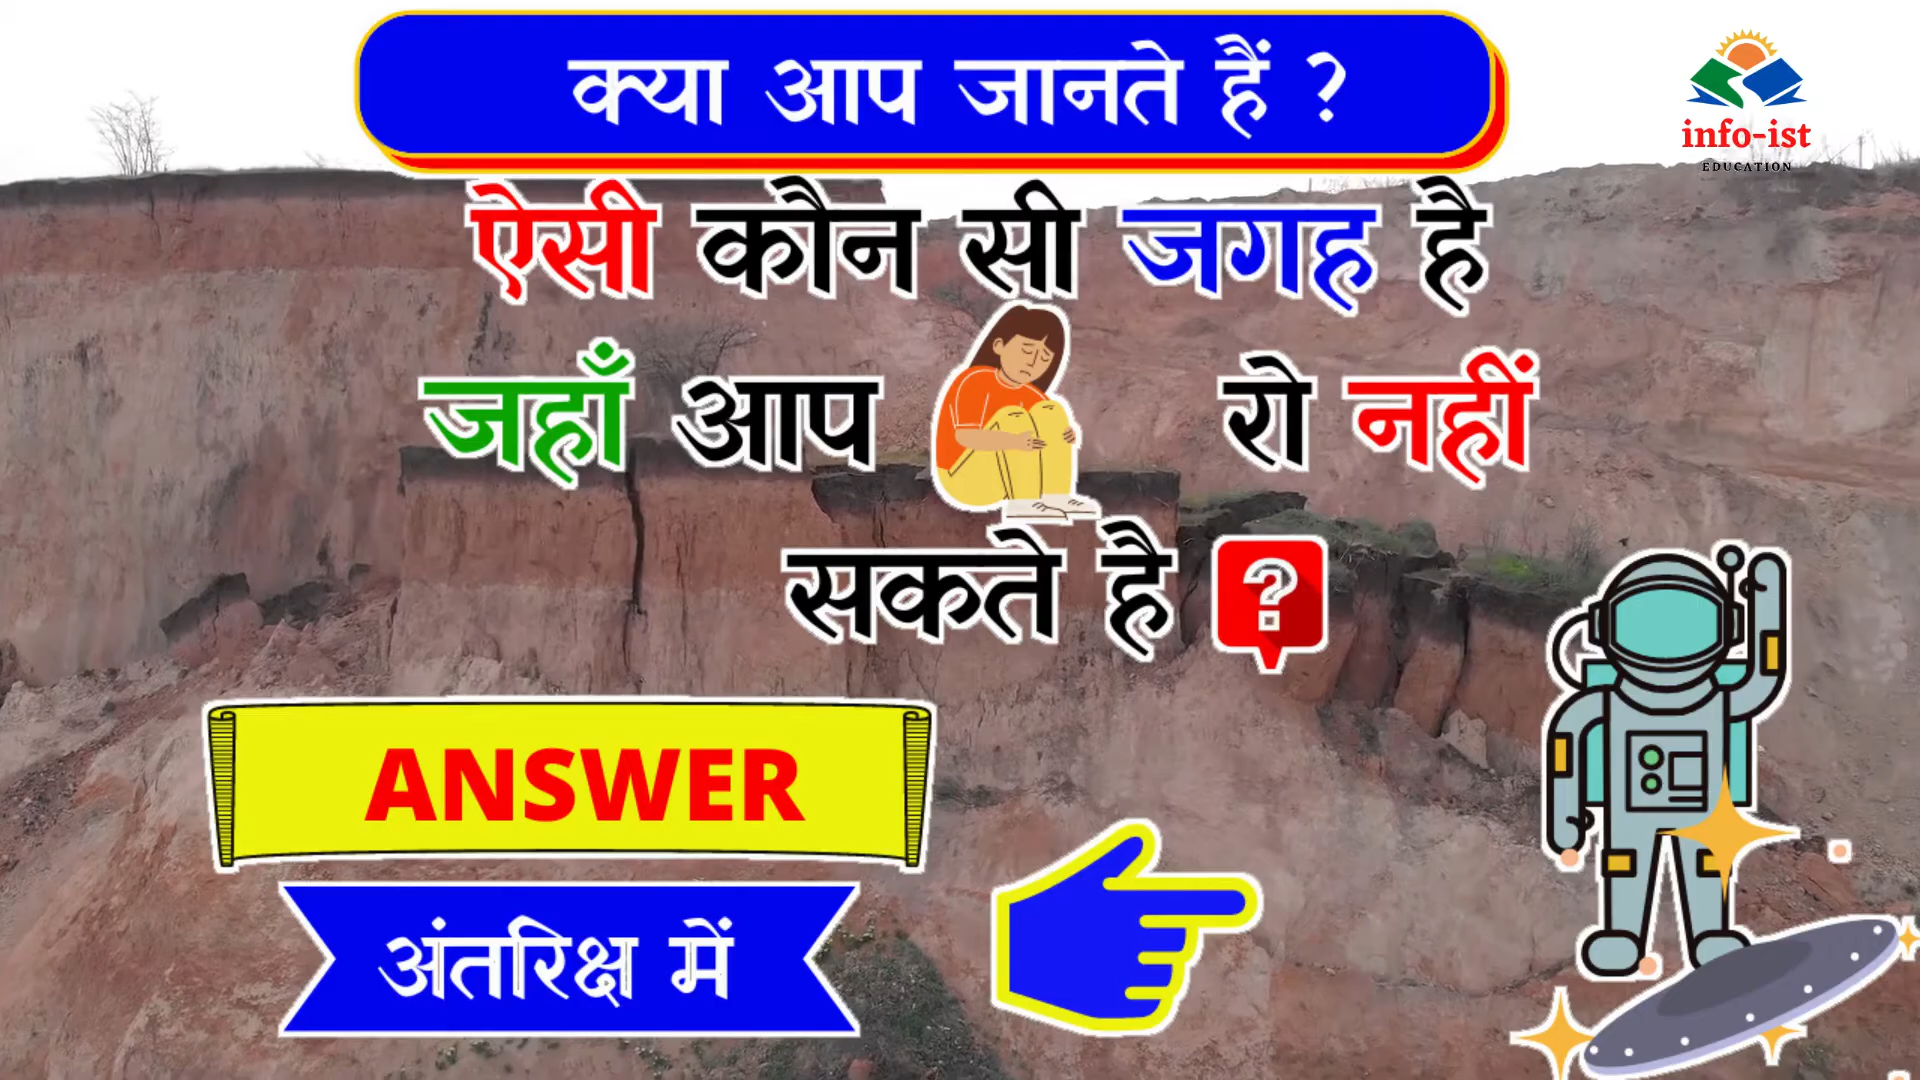 क्या आप जानते हैं ?
info-ist
EDUCATION
ऐसी कौन सी जगह है
जहाँ आप रो नहीं
सकते है ?
ANSWER
अंतरिक्ष में